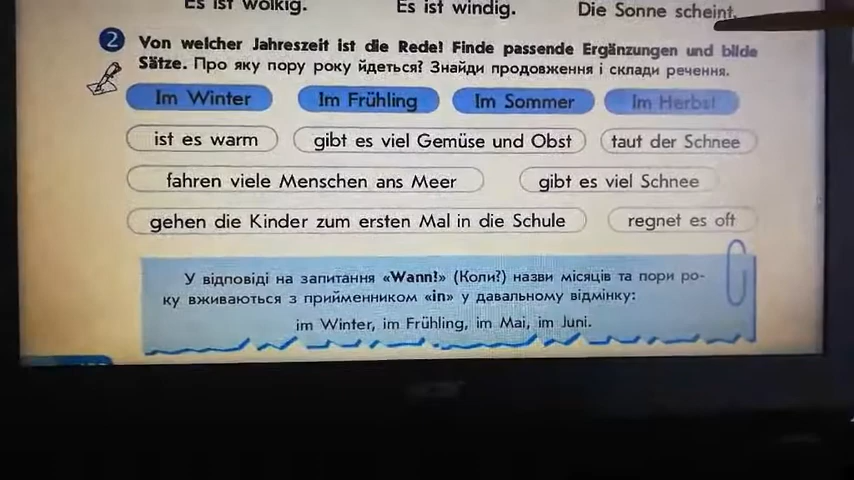 Es ist wolkig. Es ist windig. Die Sonne scheint.
2 Von welcher Jahreszeit ist die Rede? Finde passende Ergänzungen und bilde
Sätze. Про яку пору року йдеться? Знайди продовження і склади речення.
Im Winter Im Frühling Im Sommer Im Herbst
ist es warm gibt es viel Gemüse und Obst taut der Schnee
fahren viele Menschen ans Meer gibt es viel Schnee
gehen die Kinder zum ersten Mal in die Schule regnet es oft
У відповіді на запитання «Wann?» (Коли?) назви місяців та пори ро-
ку вживаються з прийменником «in» у давальному відмінку:
im Winter, im Frühling, im Mai, im Juni.